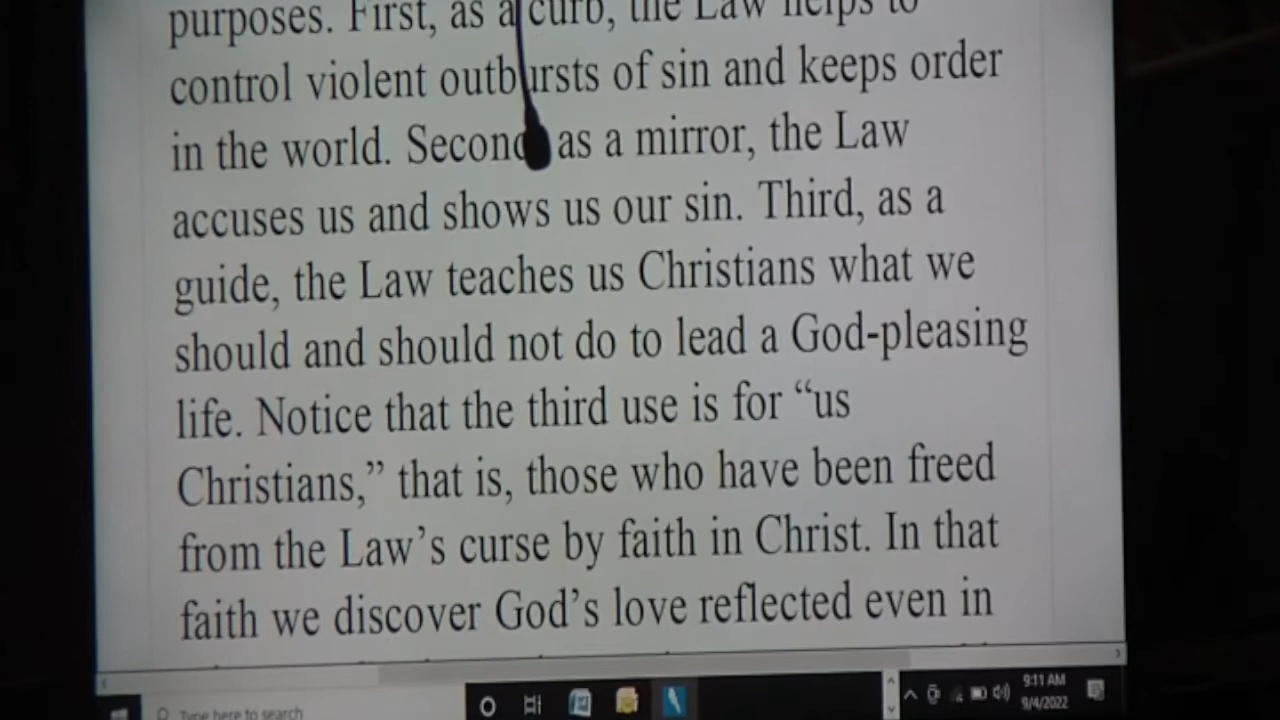 purposes. First, as a curb, the Law helps to
control violent outbursts of sin and keeps order
in the world. Second, as a mirror, the Law
accuses us and shows us our sin. Third, as a
guide, the Law teaches us Christians what we
should and should not do to lead a God-pleasing
life. Notice that the third use is for “us
Christians,” that is, those who have been freed
from the Law’s curse by faith in Christ. In that
faith we discover God’s love reflected even in
Type here to search
9:11 AM
9/4/2022